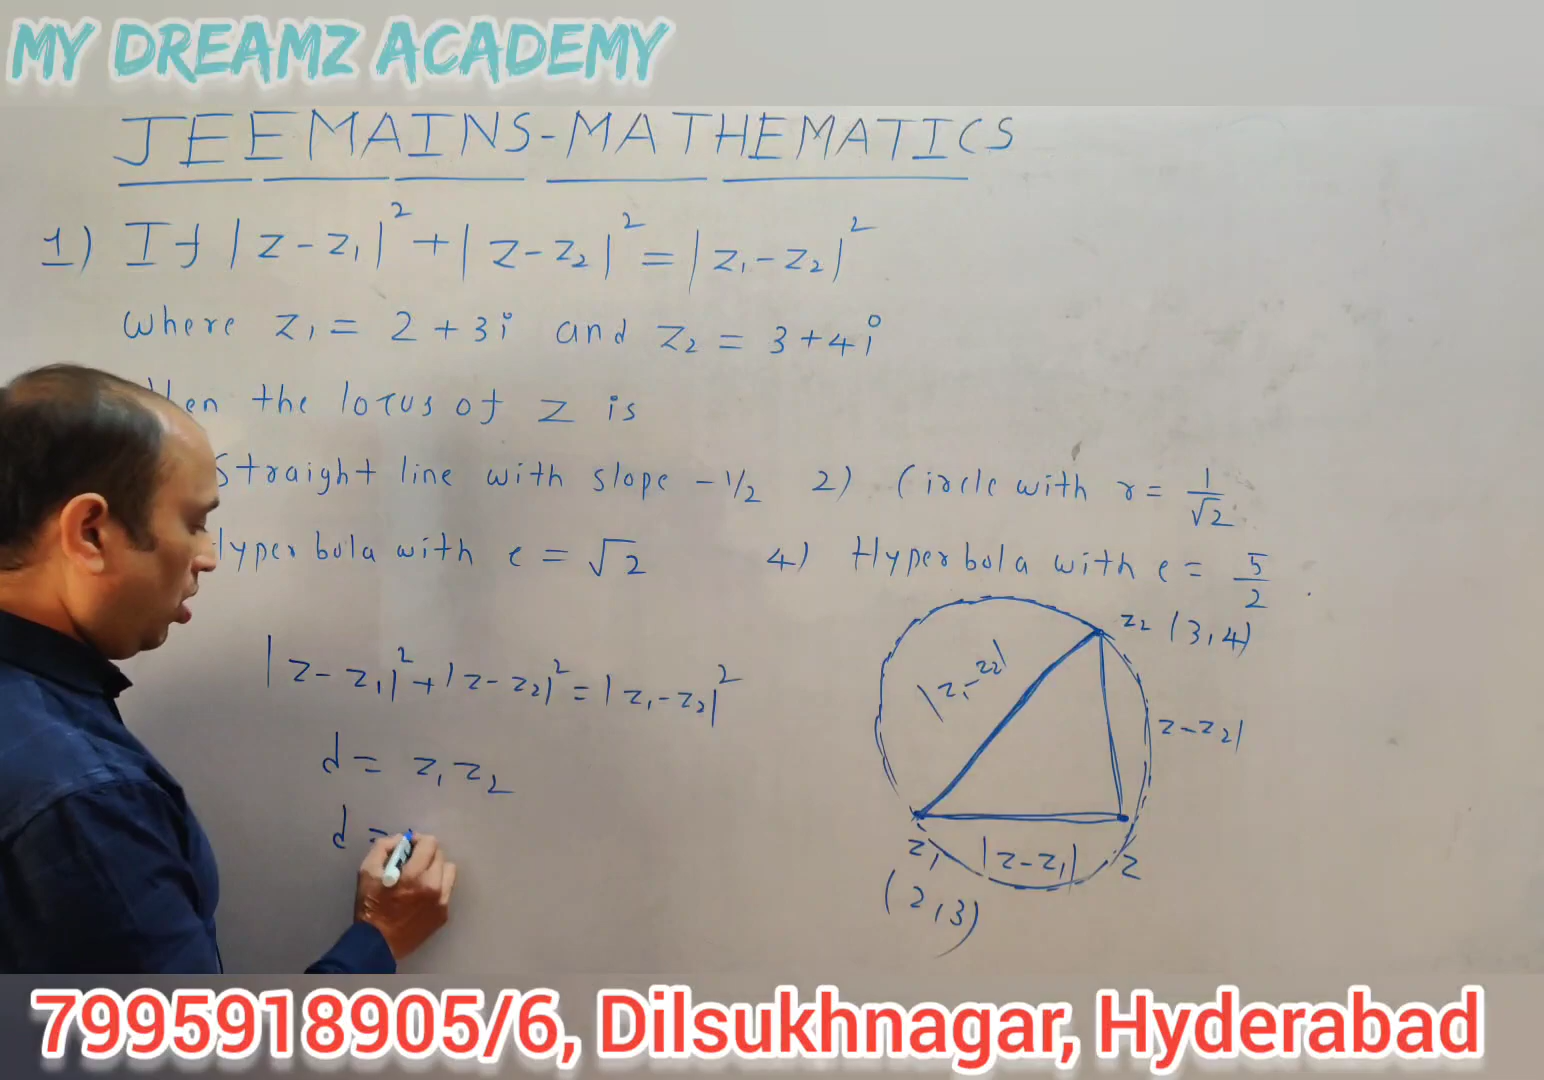 MY DREAMZ ACADEMY
JEEMAINS-MATHEMATICS
1) If |z-z₁|²+|z-z₂|²=|z₁-z₂|²
where z₁ = 2+3i and z₂ = 3+4i
the locus of z is
straight line with slope -1/2 2) Circle with r = 1/√2
Hyperbola with e = √2 4) Hyperbola with e = 5/2.
z₂ (3,4)
|z₁-z₂|
|z-z₁|²+|z-z₂|²=|z₁-z₂|²
z-z₂|
d = z₁z₂
d =
z₁ |z-z₁| z
(2,3)
7995918905/6, Dilsukhnagar, Hyderabad